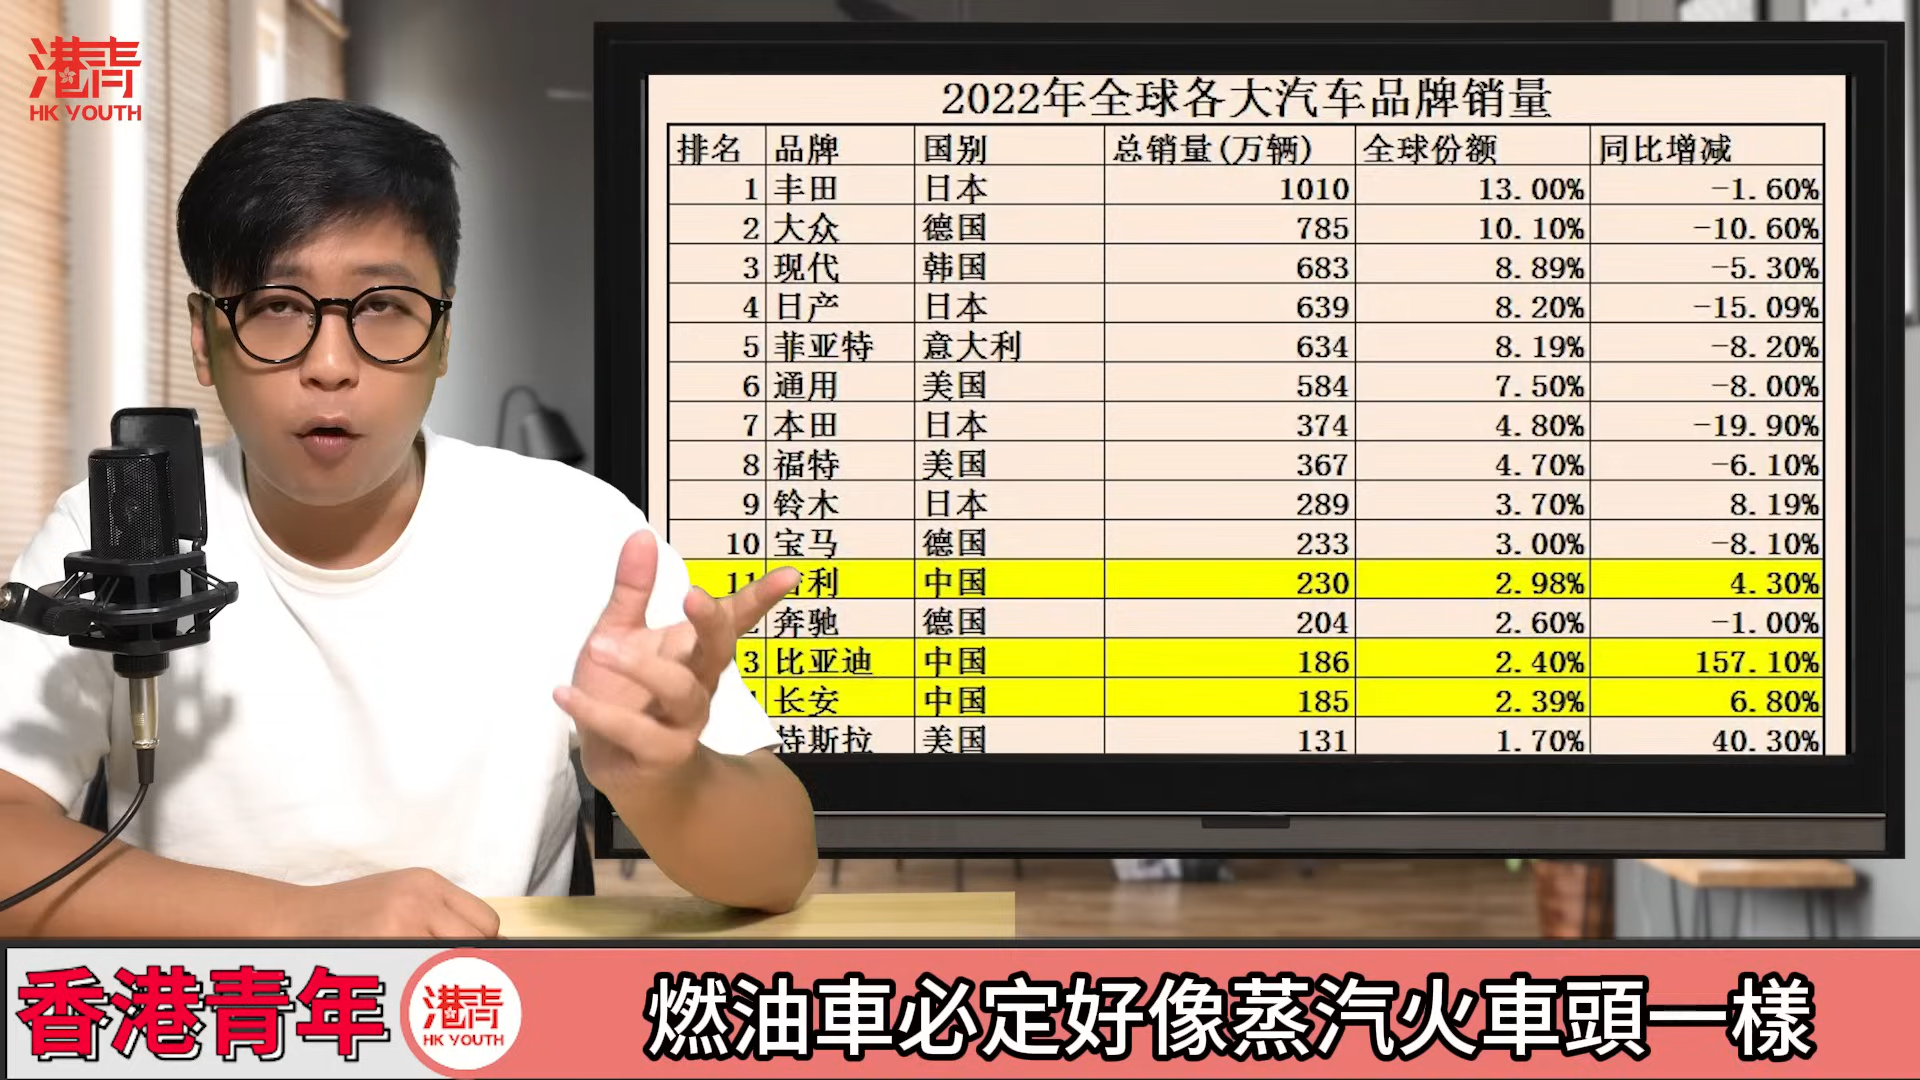 港青
HK YOUTH
2022年全球各大汽车品牌销量
排名 品牌 国别 总销量(万辆) 全球份额 同比增减
1 丰田 日本 1010 13.00% -1.60%
2 大众 德国 785 10.10% -10.60%
3 现代 韩国 683 8.89% -5.30%
4 日产 日本 639 8.20% -15.09%
5 菲亚特 意大利 634 8.19% -8.20%
6 通用 美国 584 7.50% -8.00%
7 本田 日本 374 4.80% -19.90%
8 福特 美国 367 4.70% -6.10%
9 铃木 日本 289 3.70% 8.19%
10 宝马 德国 233 3.00% -8.10%
11 吉利 中国 230 2.98% 4.30%
奔驰 德国 204 2.60% -1.00%
3 比亚迪 中国 186 2.40% 157.10%
长安 中国 185 2.39% 6.80%
特斯拉 美国 131 1.70% 40.30%
香港青年
港青
HK YOUTH
燃油車必定好像蒸汽火車頭一樣